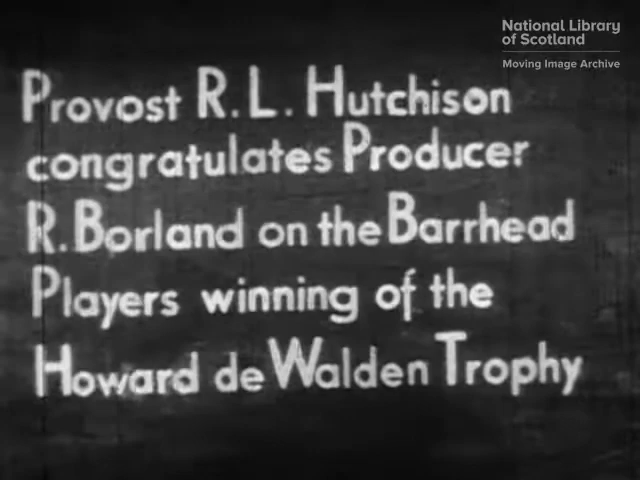 National Library
of Scotland
Moving Image Archive
Provost R.L. Hutchison
congratulates Producer
R.Borland on the Barrhead
Players winning of the
Howard de Walden Trophy